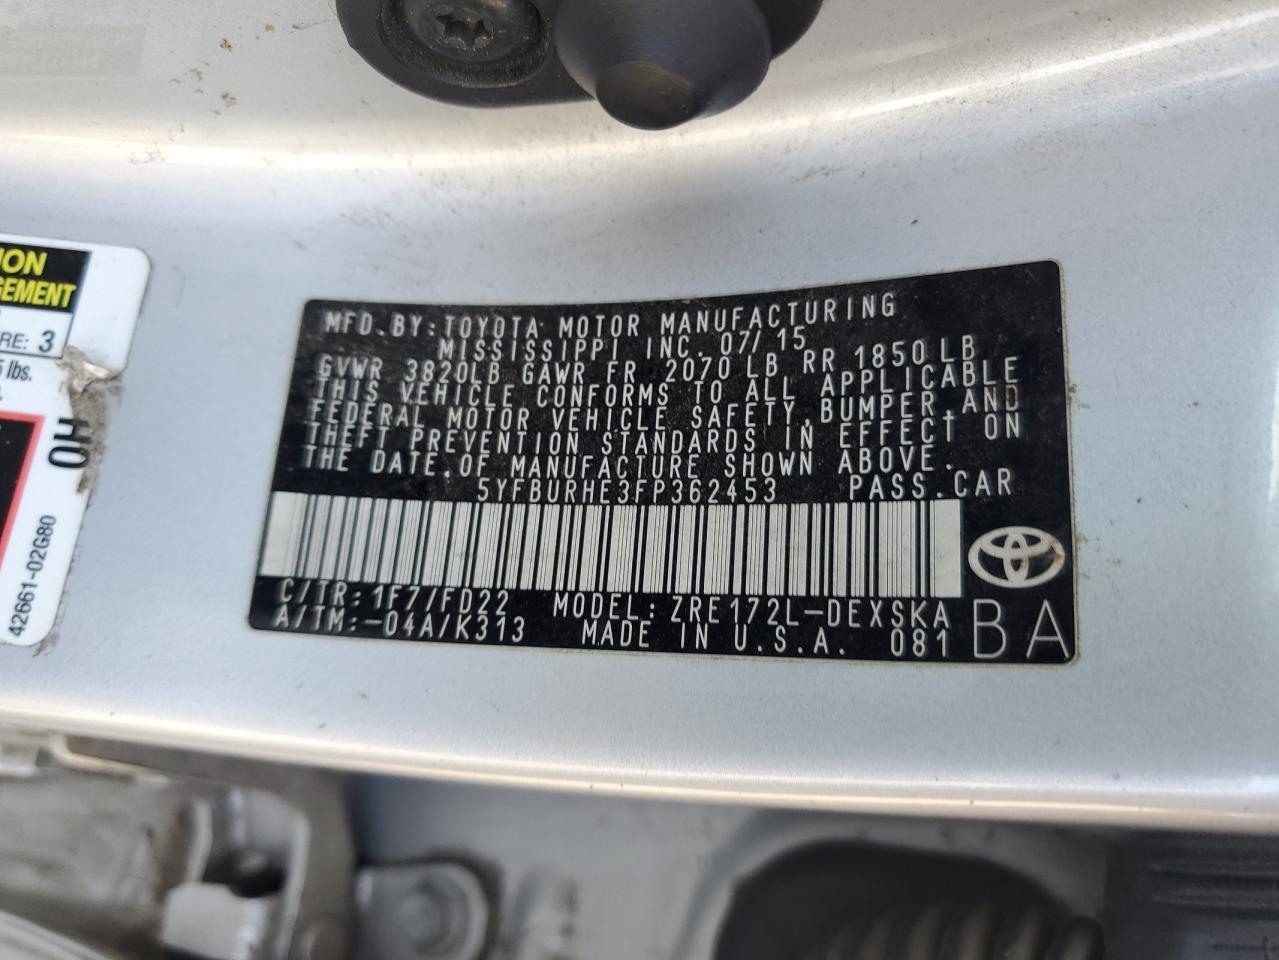 ION
GEMENT
RE: 3
5 lbs.
HO
42661-02G80
MFD.BY:TOYOTA MOTOR MANUFACTURING
MISSISSIPPI INC. 07/15
GVWR 3820LB GAWR FR 2070 LB RR 1850LB
THIS VEHICLE CONFORMS TO ALL APPLICABLE
FEDERAL MOTOR VEHICLE SAFETY,BUMPER,AND
THEFT PREVENTION STANDARDS IN EFFECT ON
THE DATE.OF MANUFACTURE SHOWN ABOVE.
5YFBURHE3FP362453 PASS.CAR
C/TR:1F7/FD22 MODEL:ZRE172L-DEXSKA
A/TM:-04A/K313 MADE IN U.S.A. 081 BA